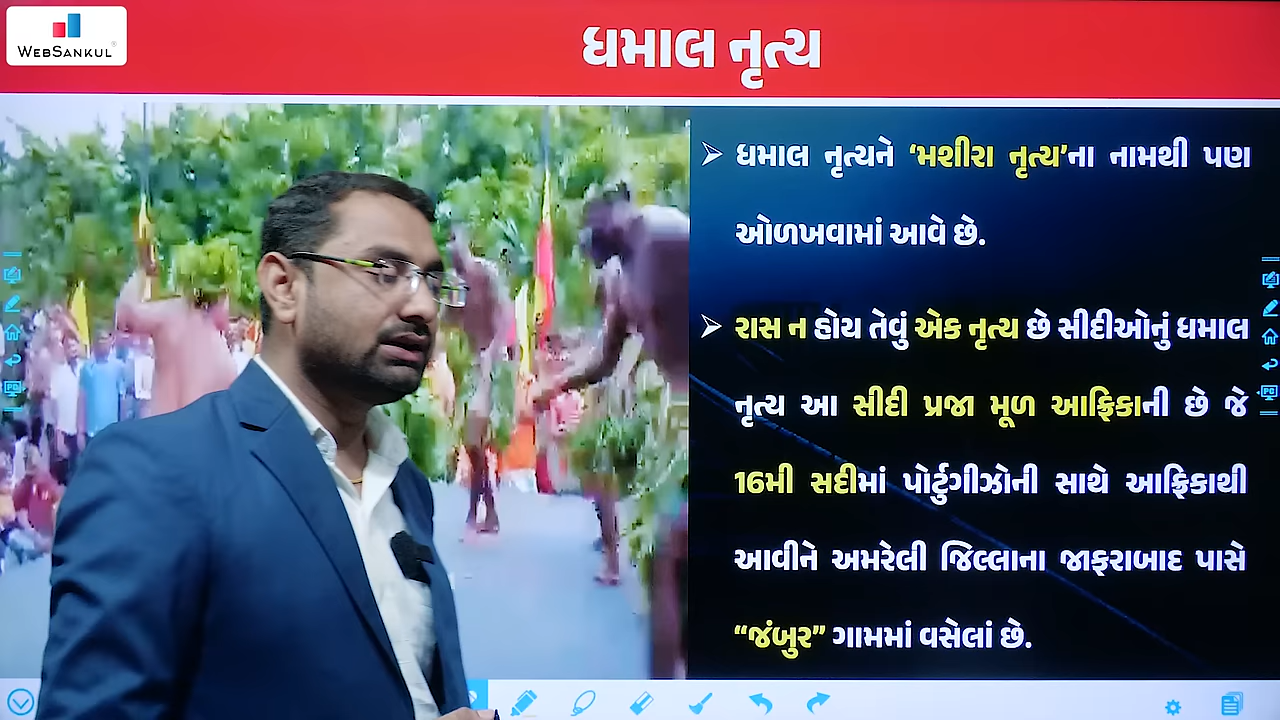 WEBSANKUL
ધમાલ નૃત્ય
ધમાલ નૃત્યને ‘મશીરા નૃત્ય’ના નામથી પણ
ઓળખવામાં આવે છે.
રાસ ન હોય તેવું એક નૃત્ય છે સીદીઓનું ધમાલ
નૃત્ય આ સીદી પ્રજા મૂળ આફ્રિકાની છે જે
16મી સદીમાં પોર્ટુગીઝોની સાથે આફ્રિકાથી
આવીને અમરેલી જિલ્લાના જાફરાબાદ પાસે
“જંબુર” ગામમાં વસેલાં છે.